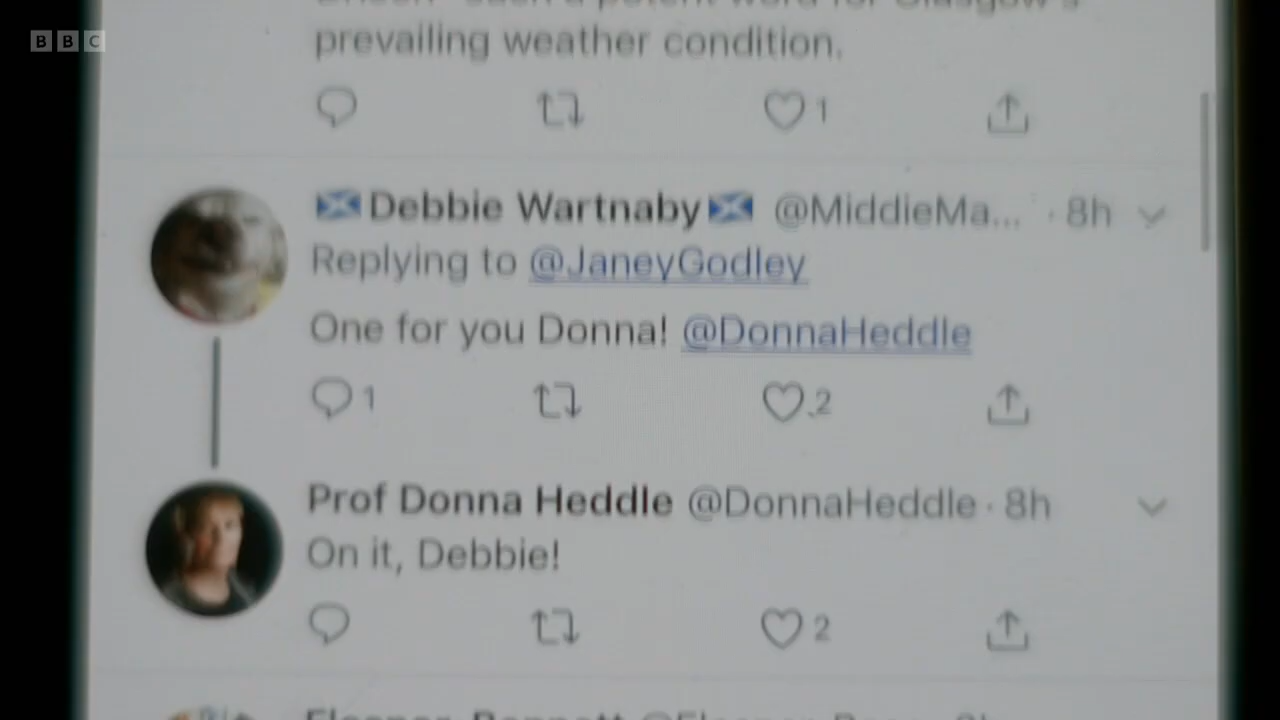 BBC
prevailing weather condition.
1
Debbie Wartnaby @MiddieMa... · 8h
Replying to @JaneyGodley
One for you Donna! @DonnaHeddle
1 2
Prof Donna Heddle @DonnaHeddle · 8h
On it, Debbie!
2